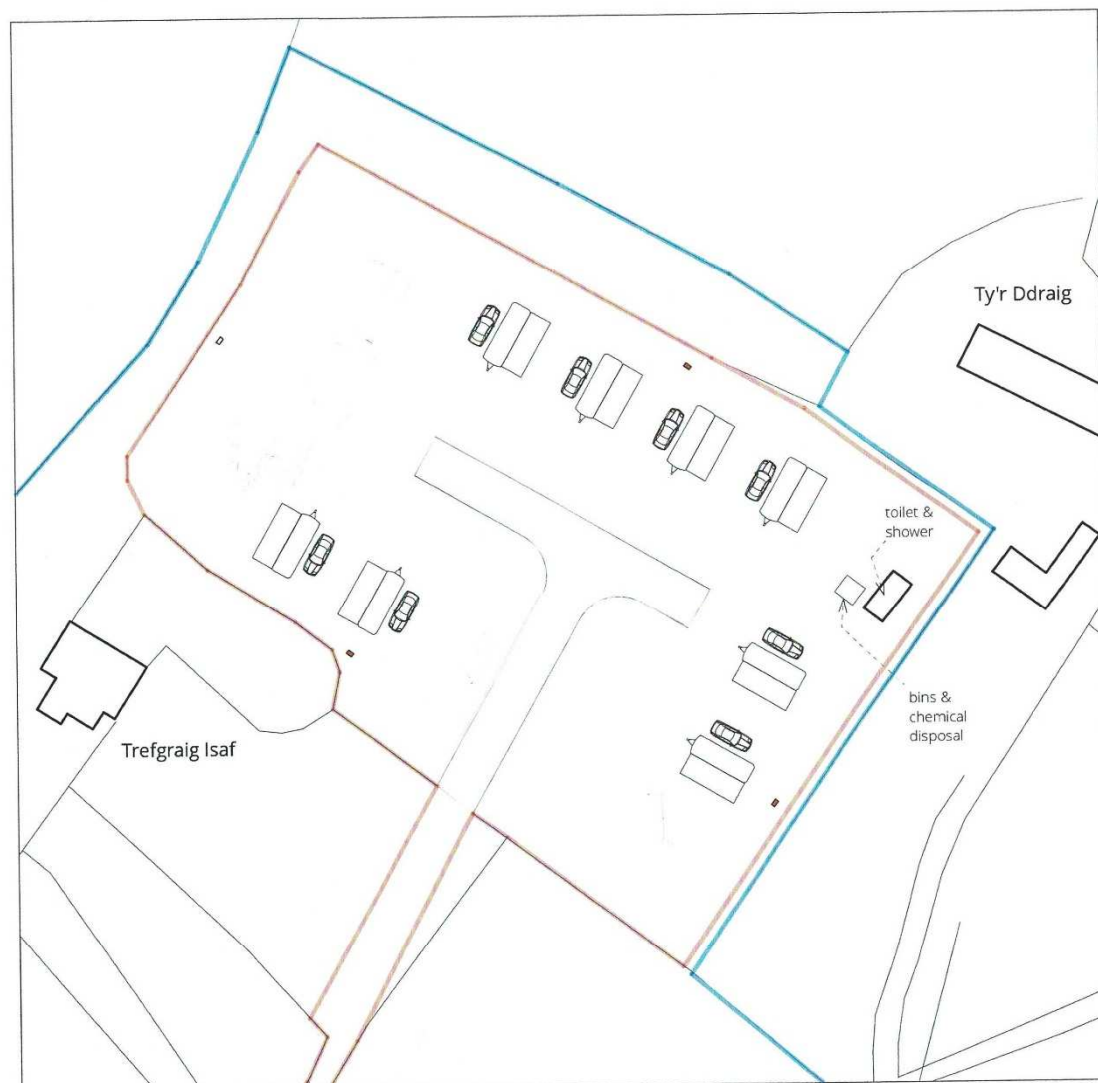 Ty'r Ddraig
toilet &
shower
bins &
chemical
disposal
Trefgraig Isaf